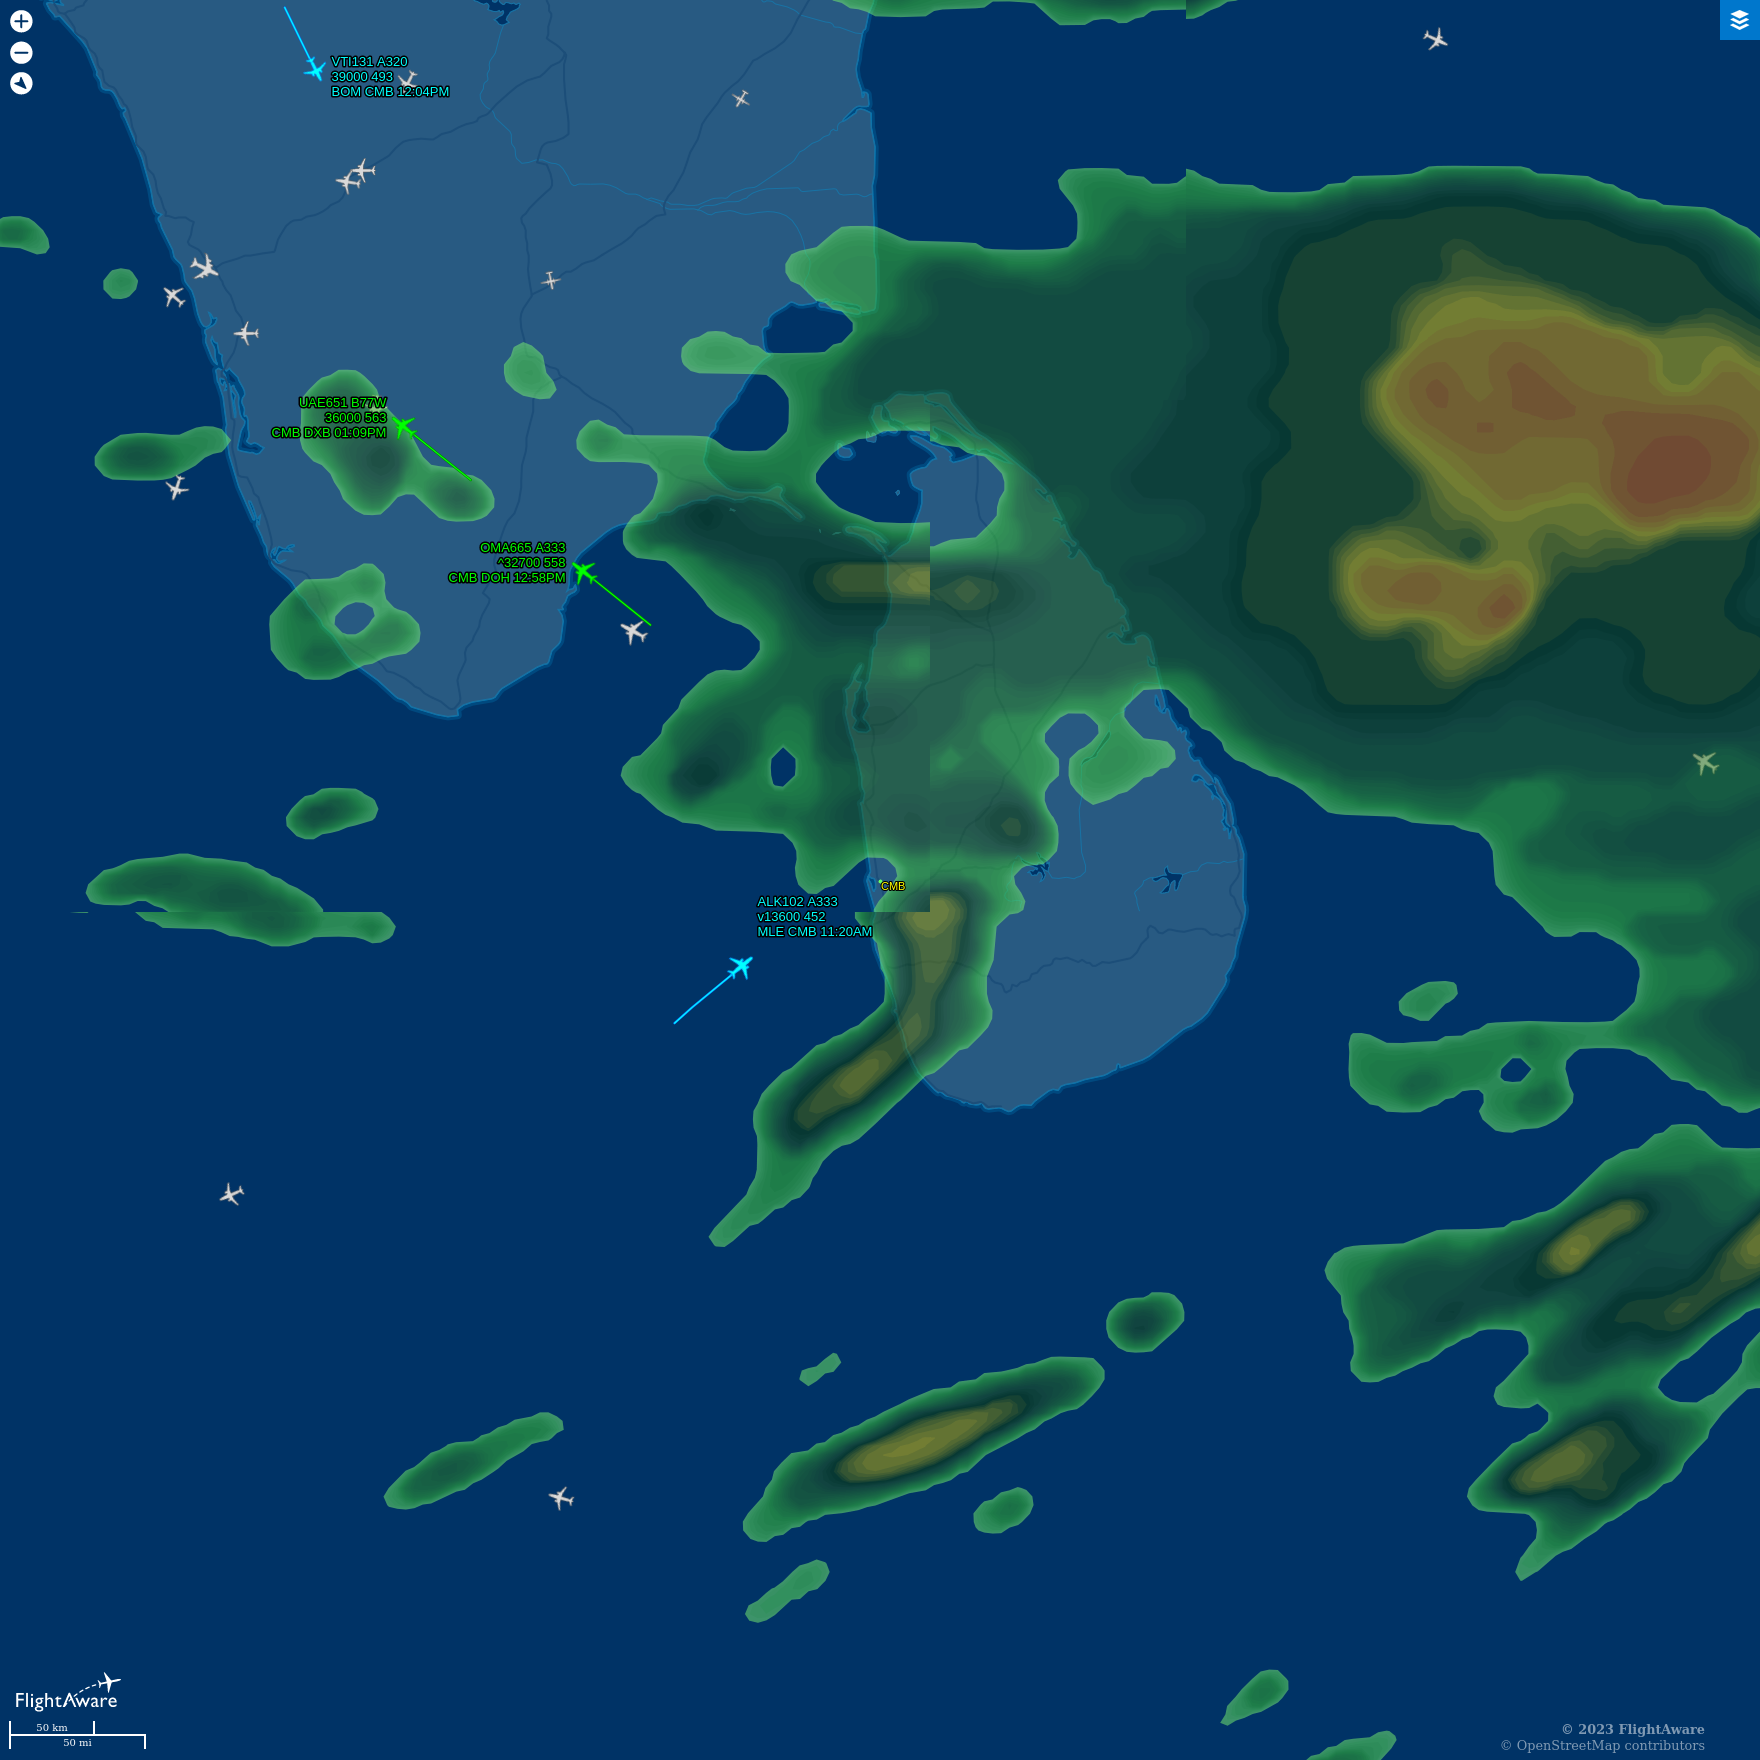 VTI131 A320
39000 493
BOM CMB 12:04PM
UAE651 B77W
36000 563
CMB DXB 01:09PM
OMA665 A333
^32700 558
CMB DOH 12:58PM
CMB
ALK102 A333
v13600 452
MLE CMB 11:20AM
FlightAware
50 km
50 mi
© 2023 FlightAware
© OpenStreetMap contributors